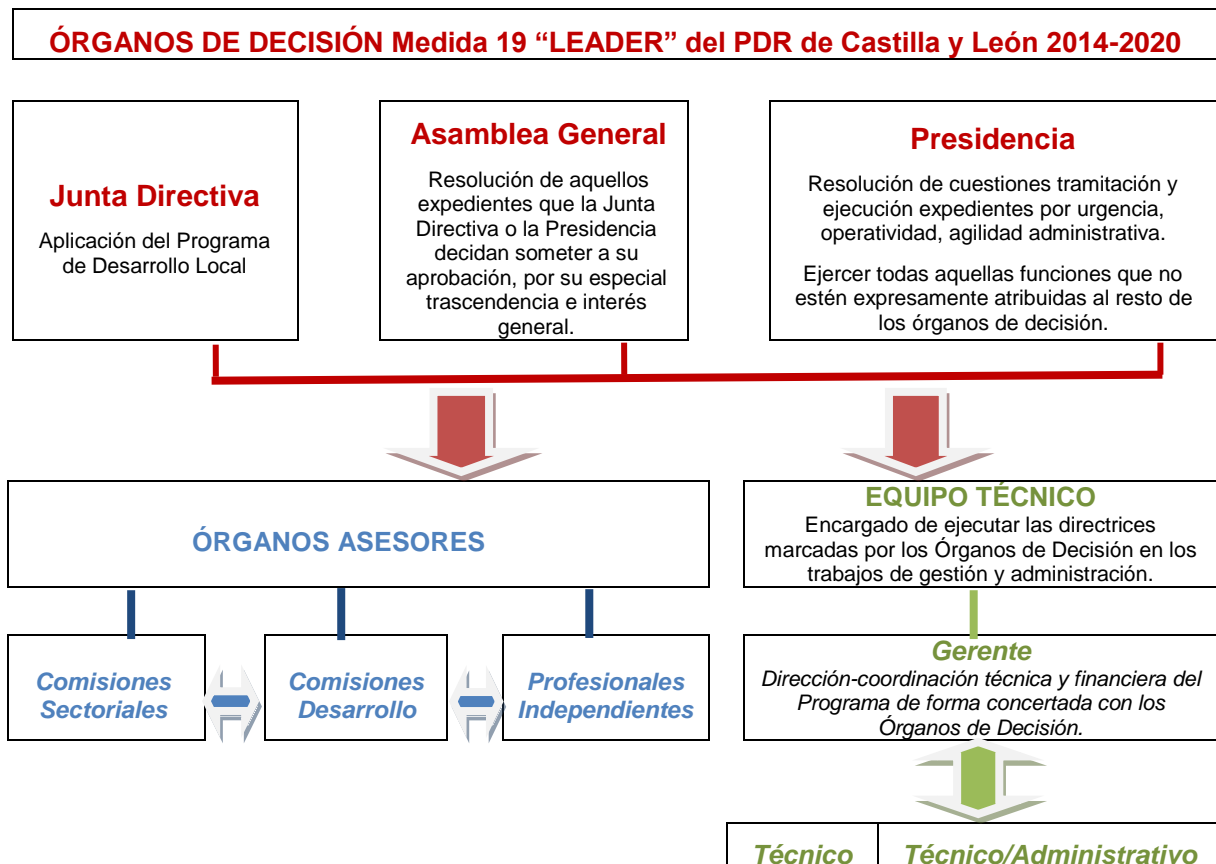 ÓRGANOS DE DECISIÓN Medida 19 “LEADER” del PDR de Castilla y León 2014-2020
Junta Directiva
Aplicación del Programa
de Desarrollo Local
Asamblea General
Resolución de aquellos
expedientes que la Junta
Directiva o la Presidencia
decidan someter a su
aprobación, por su especial
trascendencia e interés
general.
Presidencia
Resolución de cuestiones tramitación y
ejecución expedientes por urgencia,
operatividad, agilidad administrativa.
Ejercer todas aquellas funciones que no
estén expresamente atribuidas al resto de
los órganos de decisión.
ÓRGANOS ASESORES
EQUIPO TÉCNICO
Encargado de ejecutar las directrices
marcadas por los Órganos de Decisión en los
trabajos de gestión y administración.
Comisiones
Sectoriales
Comisiones
Desarrollo
Profesionales
Independientes
Gerente
Dirección-coordinación técnica y financiera del
Programa de forma concertada con los
Órganos de Decisión.
Técnico
Técnico/Administrativo